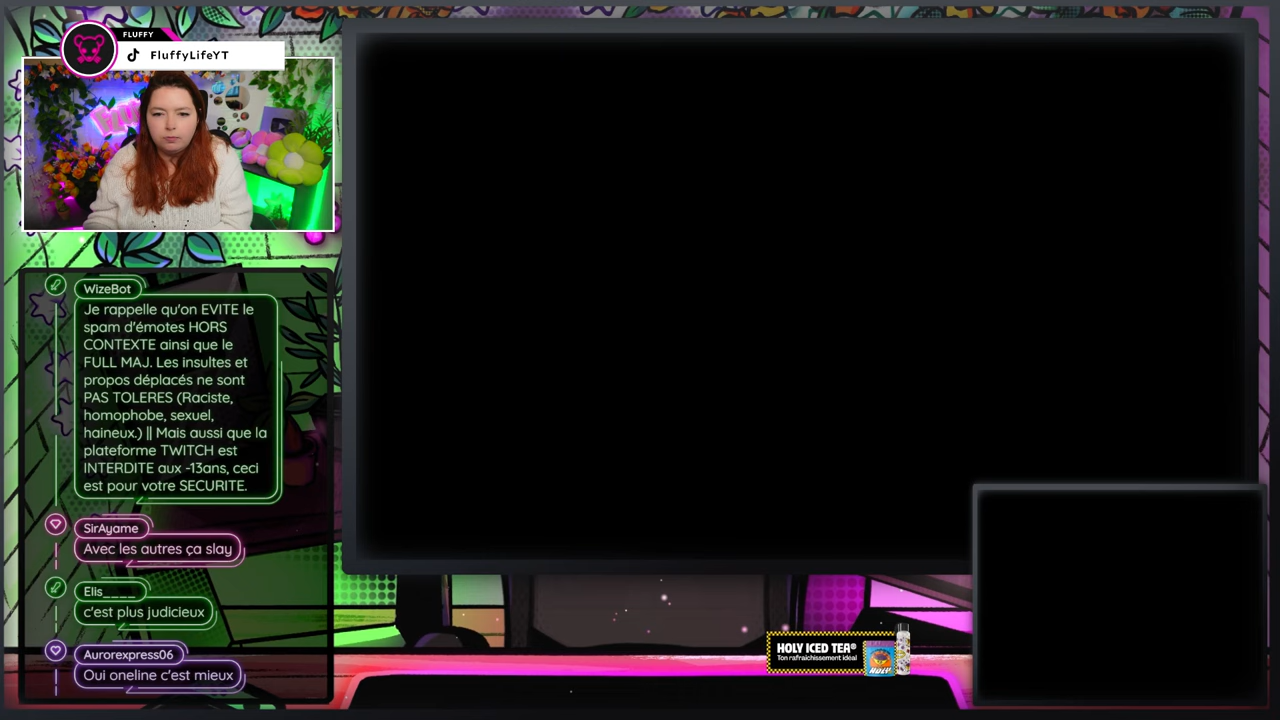 FLUFFY
FluffyLifeYT
WizeBot
Je rappelle qu'on EVITE le
spam d'émotes HORS
CONTEXTE ainsi que le
FULL MAJ. Les insultes et
propos déplacés ne sont
PAS TOLERES (Raciste,
homophobe, sexuel,
haineux.) || Mais aussi que la
plateforme TWITCH est
INTERDITE aux -13ans, ceci
est pour votre SECURITE.
SirAyame
Avec les autres ça slay
Elis____
c'est plus judicieux
Aurorexpress06
Oui oneline c'est mieux
HOLY ICED TEA®
Ton rafraichissement idéal
HOLY